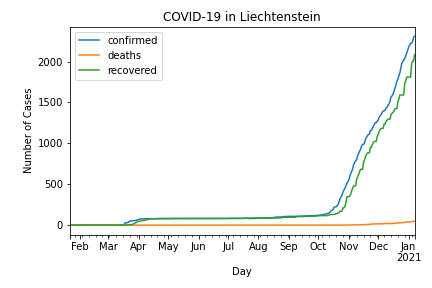 COVID-19 in Liechtenstein
confirmed
deaths
recovered
Number of Cases
2000
1500
1000
500
0
Feb Mar Apr May Jun Jul Aug Sep Oct Nov Dec Jan
2021
Day